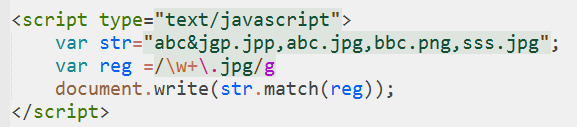 <script type="text/javascript">
var str="abc&jgp.jpp,abc.jpg,bbc.png,sss.jpg";
var reg =/\w+\.jpg/g
document.write(str.match(reg));
</script>